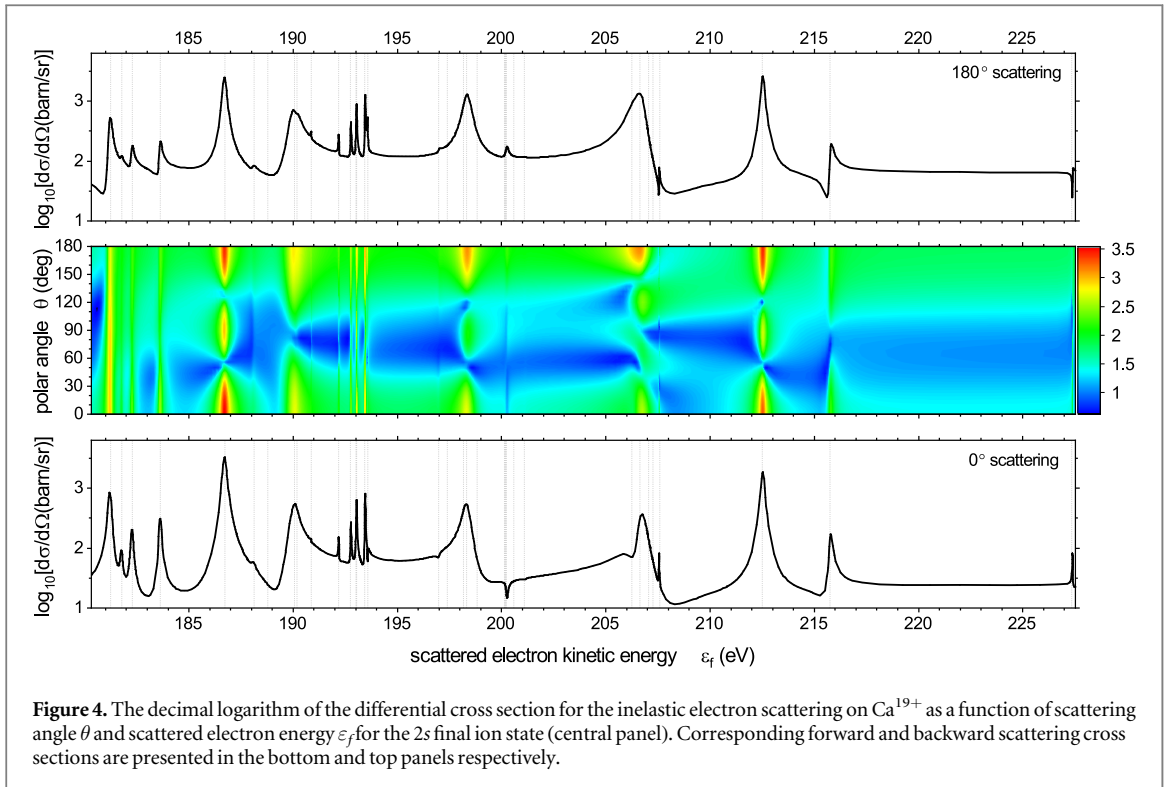 185 190 195 200 205 210 215 220 225
log10[dσ/dΩ(barn/sr)]
3
2
1
180° scattering
polar angle θ (deg)
180
150
120
90
60
30
0
3.5
3
2.5
2
1.5
1
log10[dσ/dΩ(barn/sr)]
3
2
1
0° scattering
185 190 195 200 205 210 215 220 225
scattered electron kinetic energy εf (eV)
Figure 4. The decimal logarithm of the differential cross section for the inelastic electron scattering on Ca19+ as a function of scattering
angle θ and scattered electron energy εf for the 2s final ion state (central panel). Corresponding forward and backward scattering cross
sections are presented in the bottom and top panels respectively.